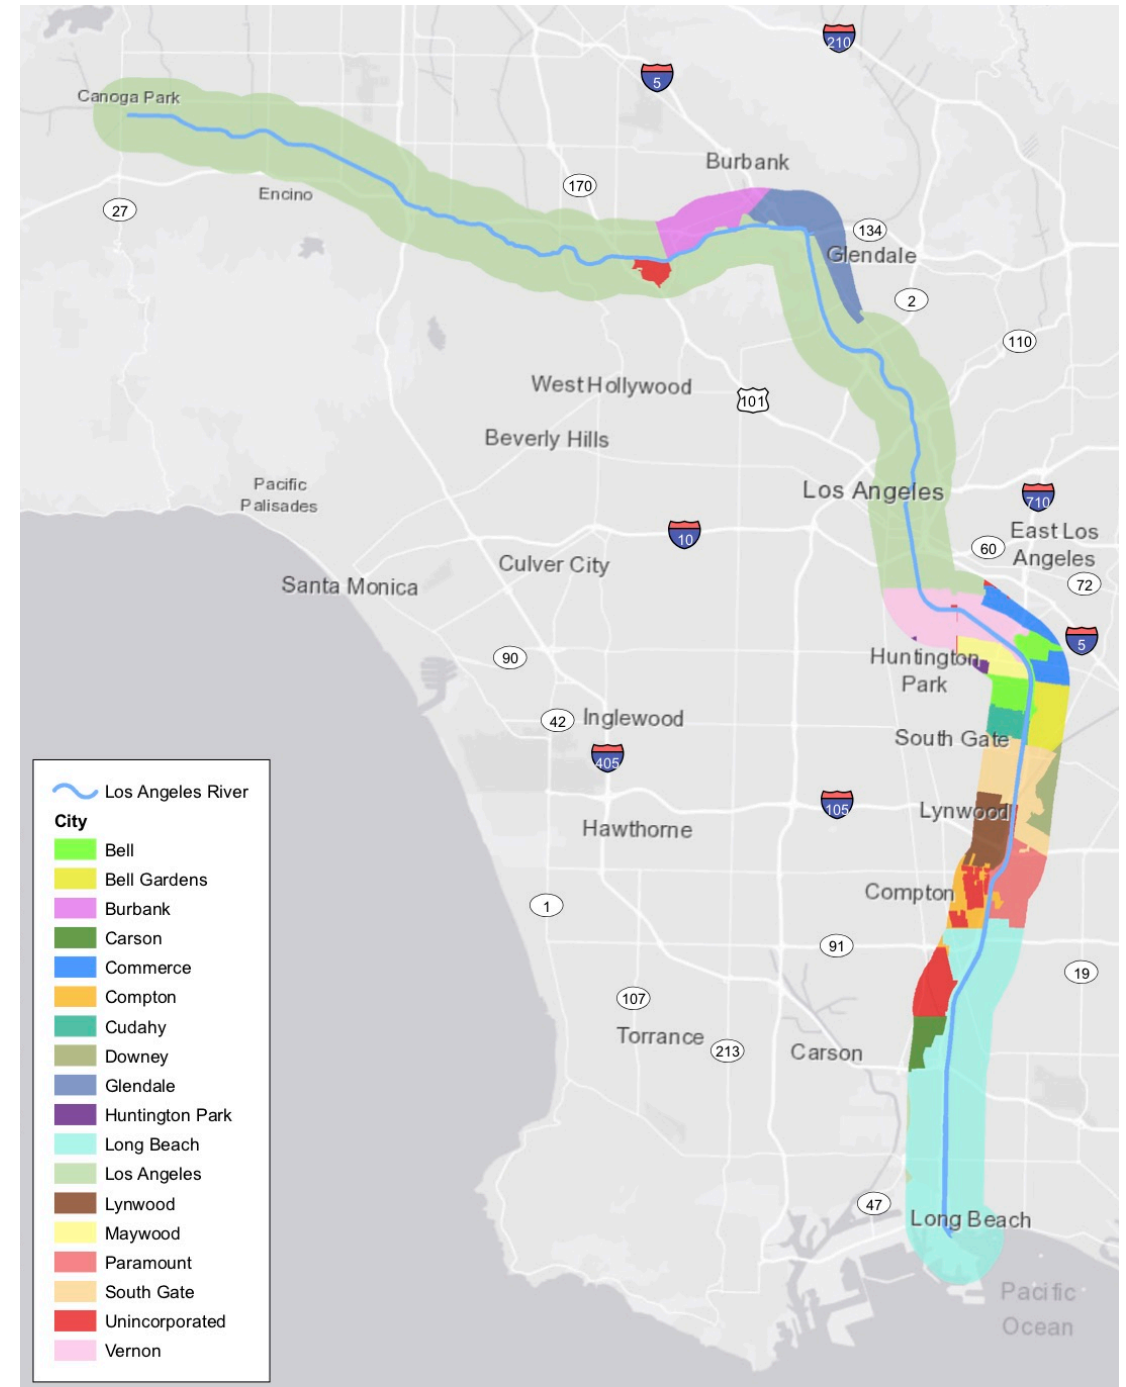 210
5
Canoga Park
Burbank
170
Encino
27
134
Glendale
2
110
West Hollywood
101
Beverly Hills
Pacific
Palisades
Los Angeles
710
10
East Los
Angeles
60
Culver City
72
Santa Monica
5
90
Huntington
Park
42
Inglewood
South Gate
405
105
Lynwood
Hawthorne
Compton
1
91
19
107
Torrance
213
Carson
47
Long Beach
Pacific
Ocean
Los Angeles River
City
Bell
Bell Gardens
Burbank
Carson
Commerce
Compton
Cudahy
Downey
Glendale
Huntington Park
Long Beach
Los Angeles
Lynwood
Maywood
Paramount
South Gate
Unincorporated
Vernon